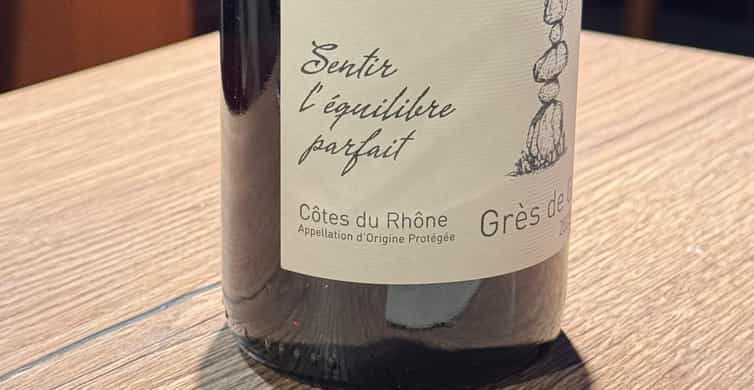 Sentir
l'équilibre
parfait
Côtes du Rhône
Appellation d'Origine Protégée
Grès de